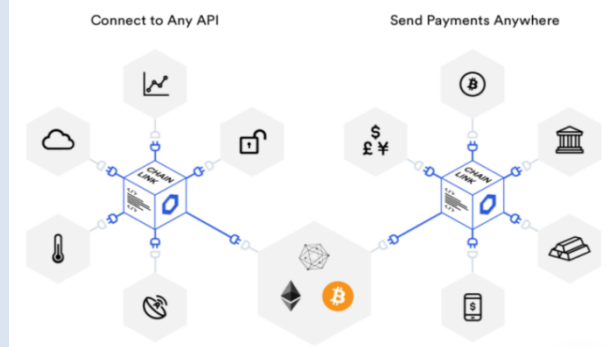 Connect to Any API
Send Payments Anywhere
CHAIN
LINK
CHAIN
LINK
$
£ ¥
$